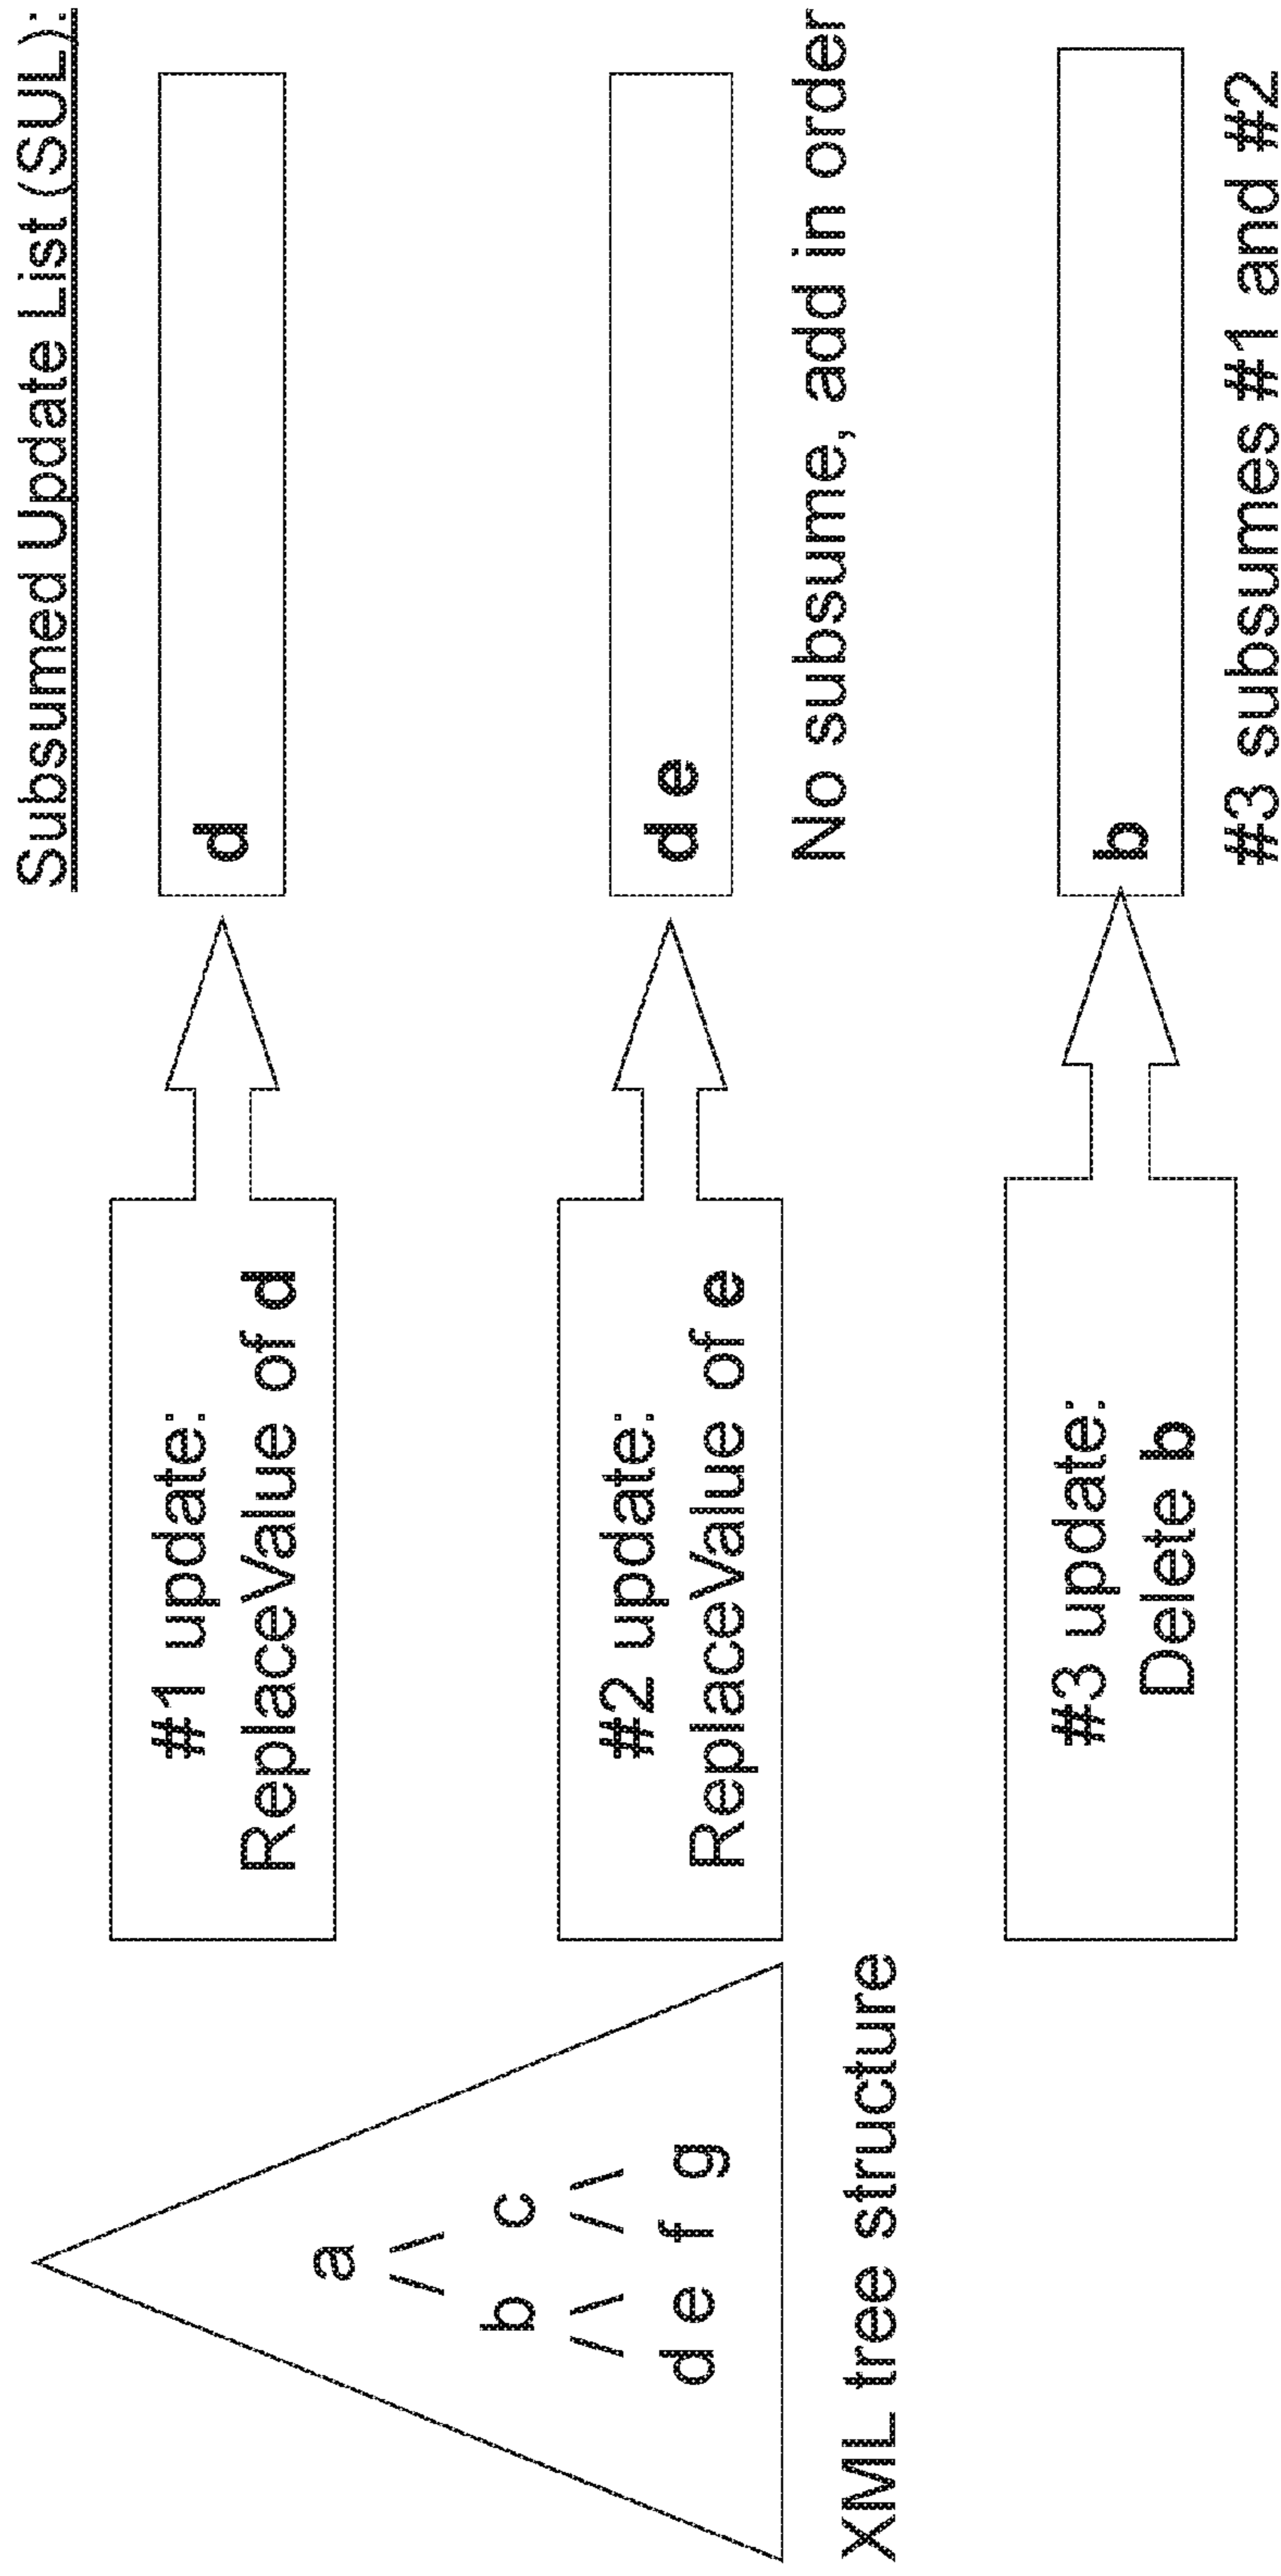 Subsumed Update List (SUL):
#1 update:
ReplaceValue of d
d
a
b c
d e f g
XML tree structure
#2 update:
ReplaceValue of e
d e
No subsume, add in order
#3 update:
Delete b
b
#3 subsumes #1 and #2